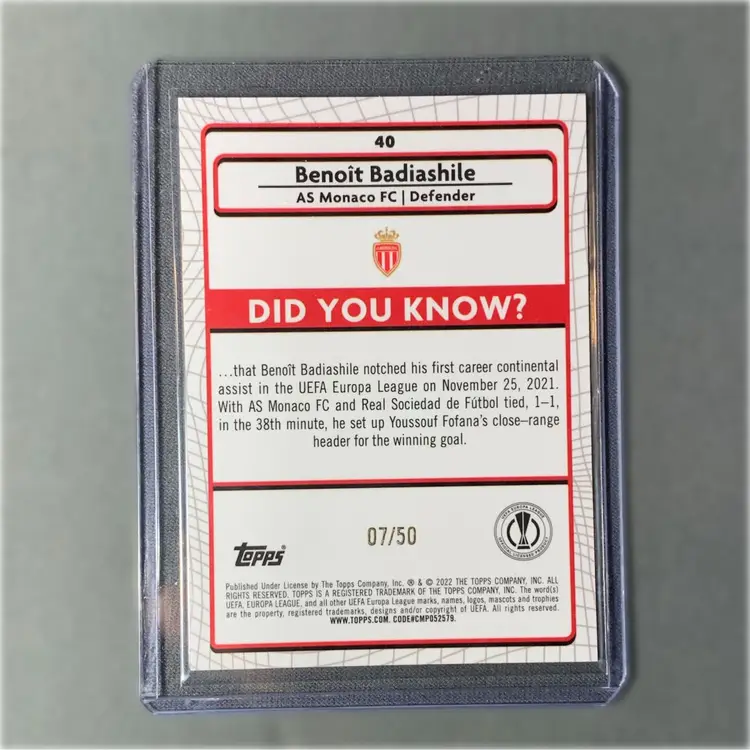 40
Benoît Badiashile
AS Monaco FC | Defender
DID YOU KNOW?
...that Benoît Badiashile notched his first career continental
assist in the UEFA Europa League on November 25, 2021.
With AS Monaco FC and Real Sociedad de Fútbol tied, 1–1,
in the 38th minute, he set up Youssouf Fofana's close–range
header for the winning goal.
07/50
UEFA EUROPA LEAGUE
OFFICIAL LICENSED PRODUCT
TOPPS®
Published Under License by The Topps Company, Inc. ® & © 2022 THE TOPPS COMPANY, INC. ALL
RIGHTS RESERVED. TOPPS IS A REGISTERED TRADEMARK OF THE TOPPS COMPANY, INC. The word(s)
UEFA, EUROPA LEAGUE, and all other UEFA Europa League marks, names, logos, mascots and trophies
are the property, registered trademarks, designs and/or copyright of UEFA. All rights reserved.
WWW.TOPPS.COM. CODE#CMP052579.